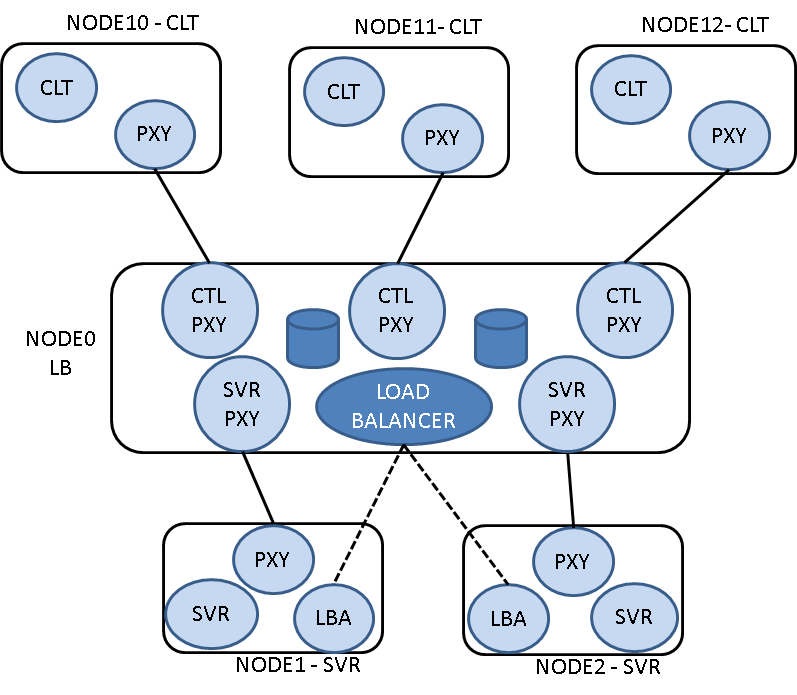 NODE10 - CLT
NODE11- CLT
NODE12- CLT
CLT
PXY
CLT
PXY
CLT
PXY
NODE0
LB
CTL
PXY
CTL
PXY
CTL
PXY
SVR
PXY
LOAD
BALANCER
SVR
PXY
PXY
SVR
LBA
NODE1 - SVR
PXY
LBA
SVR
NODE2 - SVR